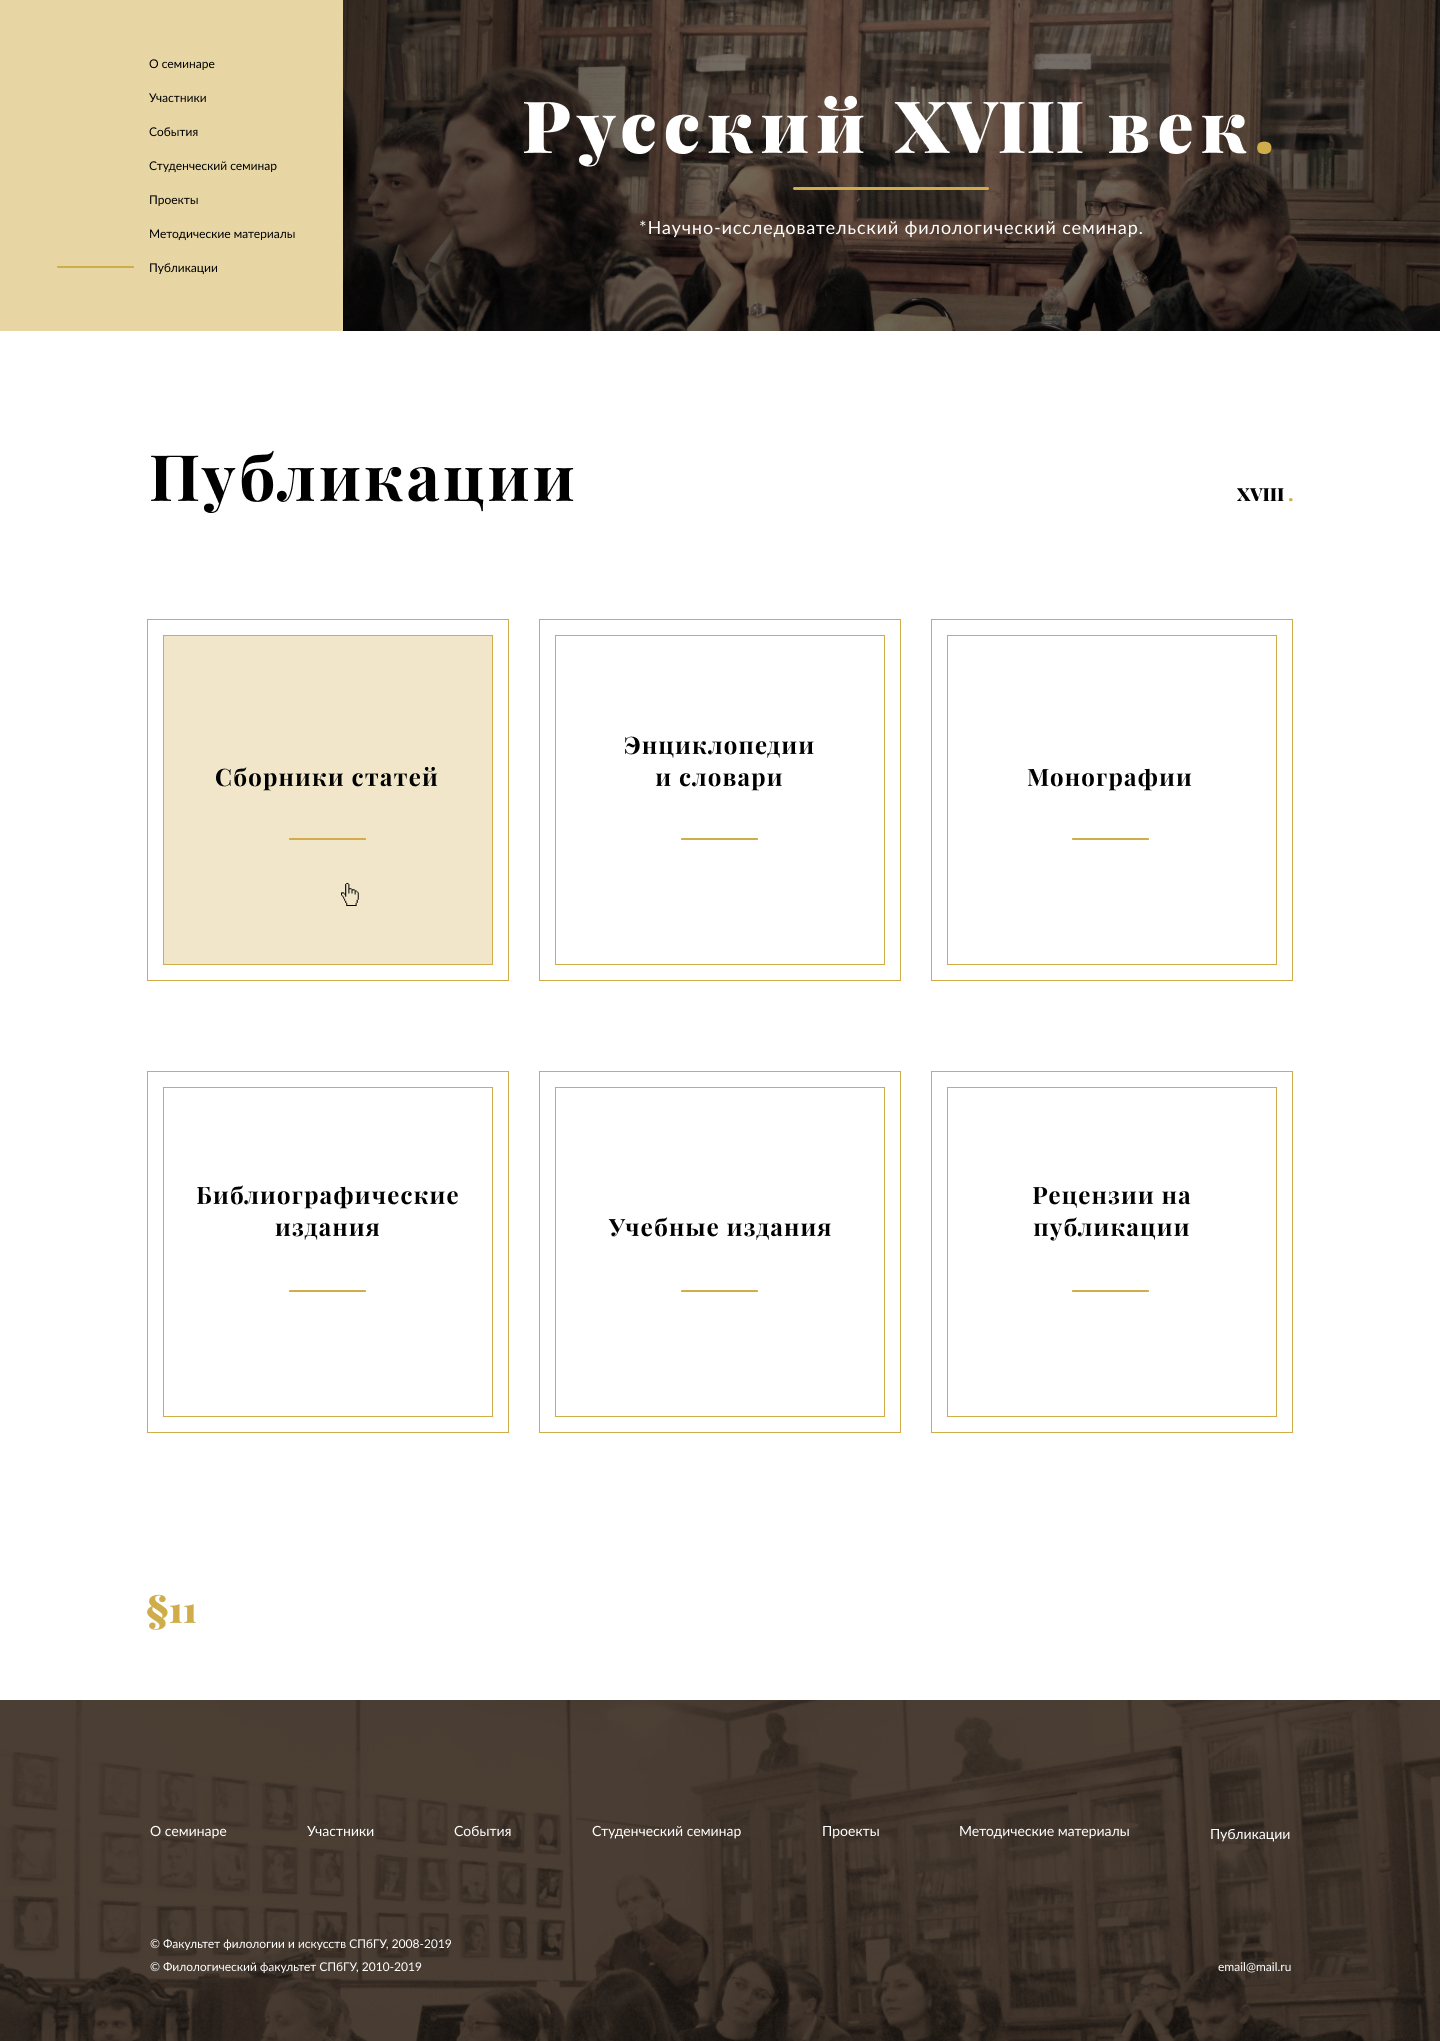 О семинаре
Участники
События
Студенческий семинар
Проекты
Методические материалы
Публикации
Русский XVIII век.
*Научно-исследовательский филологический семинар.
Публикации
XVIII .
Сборники статей
Энциклопедии
и словари
Монографии
Библиографические
издания
Учебные издания
Рецензии на
публикации
§11
О семинаре
Участники
События
Студенческий семинар
Проекты
Методические материалы
Публикации
© Факультет филологии и искусств СПбГУ, 2008-2019
© Филологический факультет СПбГУ, 2010-2019
email@mail.ru